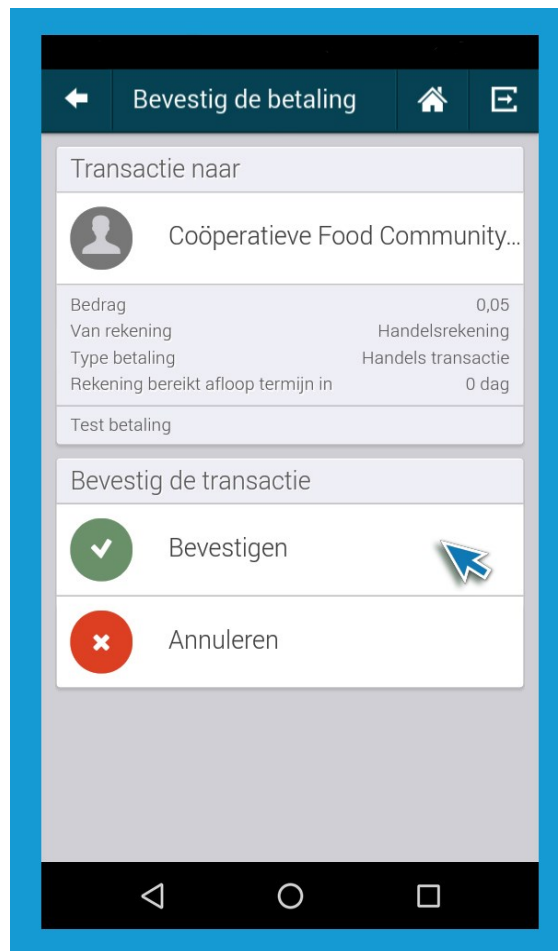 Bevestig de betaling
Transactie naar
Coöperatieve Food Community...
Bedrag 0,05
Van rekening Handelsrekening
Type betaling Handels transactie
Rekening bereikt afloop termijn in 0 dag
Test betaling
Bevestig de transactie
Bevestigen
Annuleren